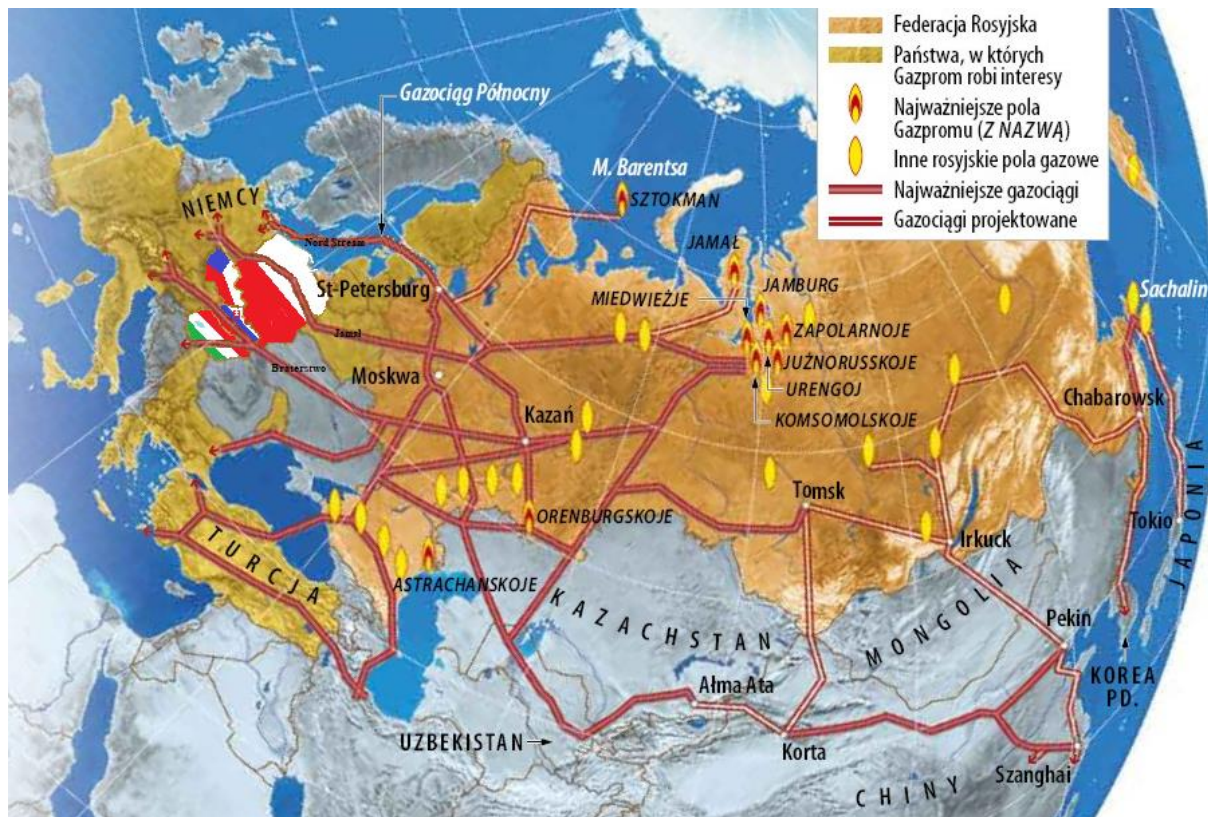 Federacja Rosyjska
Państwa, w których
Gazprom robi interesy
Najważniejsze pola
Gazpromu (Z NAZWĄ)
Inne rosyjskie pola gazowe
Najważniejsze gazociągi
Gazociągi projektowane
Gazociąg Północny
M. Barentsa
SZTOKMAN
NIEMCY
Nord Stream
JAMAŁ
St-Petersburg
MIEDWIEŻJE
JAMBURG
Sachalin
ZAPOLARNOJE
Jamal
JUŻNORUSSKOJE
Braterstwo
Moskwa
URENGOJ
KOMSOMOLSKOJE
Chabarowsk
Kazań
JAPONIA
Tomsk
ORENBURGSKOJE
Tokio
Irkuck
TURCJA
ASTRACHANSKOJE
KAZACHSTAN
MONGOLIA
Pekin
KOREA
PD.
Ałma Ata
UZBEKISTAN
Korta
Szanghai
CHINY